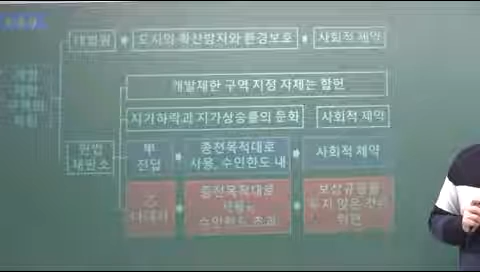 대법원
도시의 확산방지와 환경보호
사회적 제약
개발제한 구역 지정 자체는 합헌
지가하락과 지가상승률의 둔화
사회적 제약
헌법
재판소
전답
종전목적대로
사용, 수인한도 내
사회적 제약
종전목적대로
수인한도 초과
보상규정을
두지 않은 것이
위헌